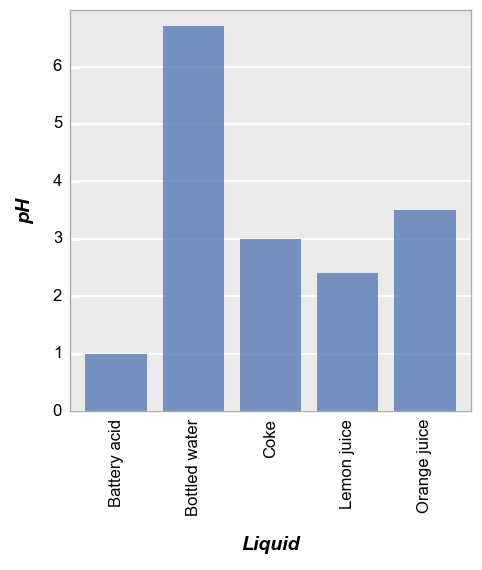 pH
6
5
4
3
2
1
0
Battery acid
Bottled water
Coke
Lemon juice
Orange juice
Liquid